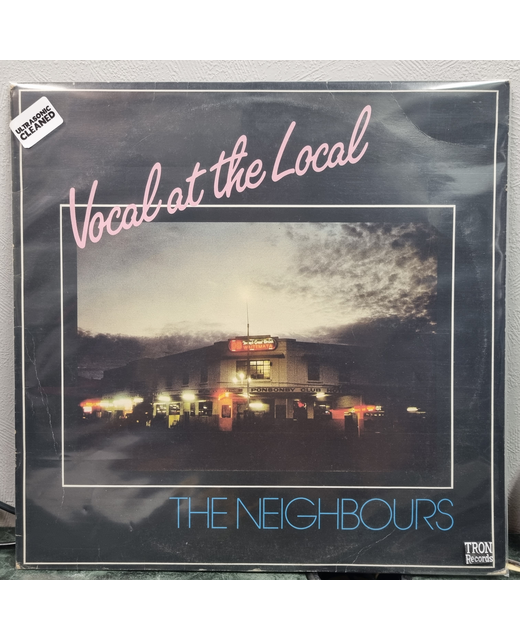 ULTRASONIC
CLEANED
Vocal at the Local
PONSONBY CLUB
THE NEIGHBOURS
TRON
Records